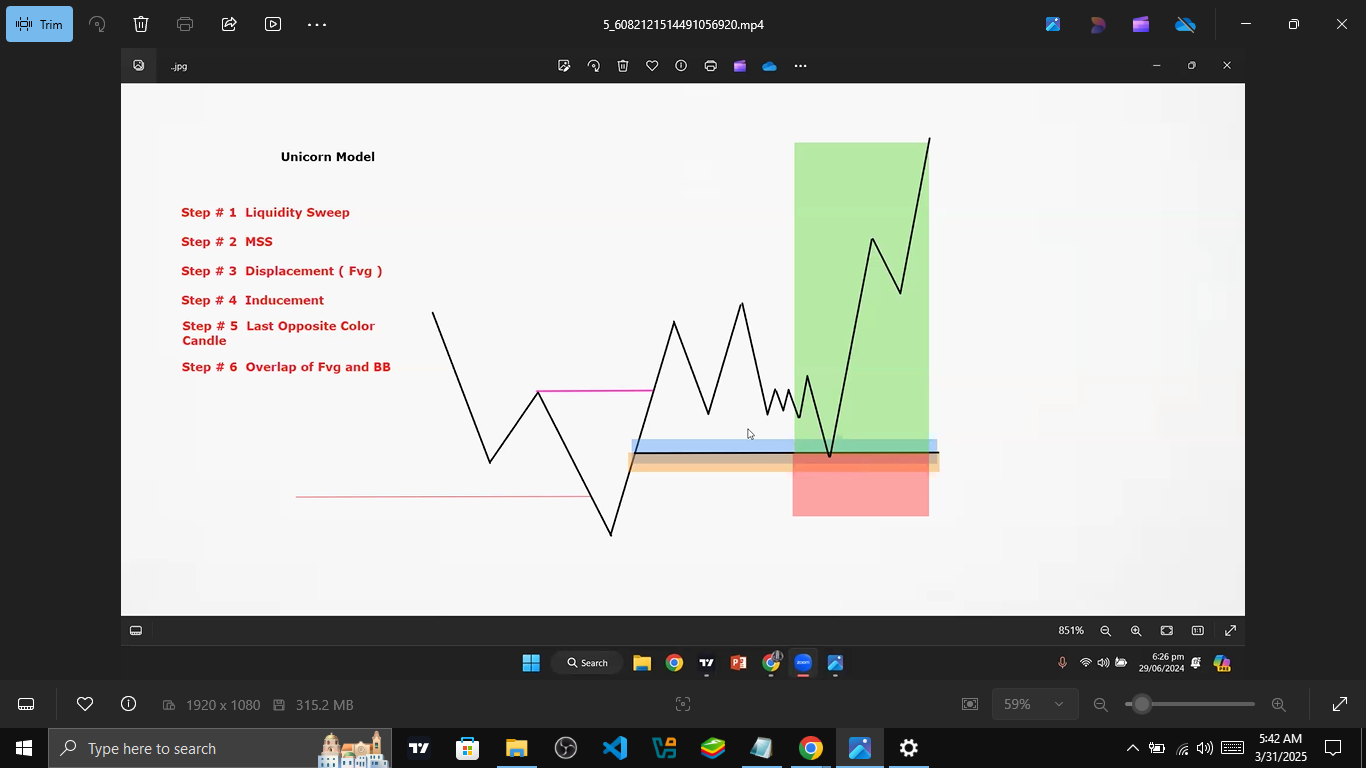 Trim
5_6082121514491056920.mp4
.jpg
Unicorn Model
Step # 1 Liquidity Sweep
Step # 2 MSS
Step # 3 Displacement ( Fvg )
Step # 4 Inducement
Step # 5 Last Opposite Color
Candle
Step # 6 Overlap of Fvg and BB
851%
Search
zoom
6:26 pm
29/06/2024
PRE
1920 x 1080
315.2 MB
59%
Type here to search
5:42 AM
3/31/2025